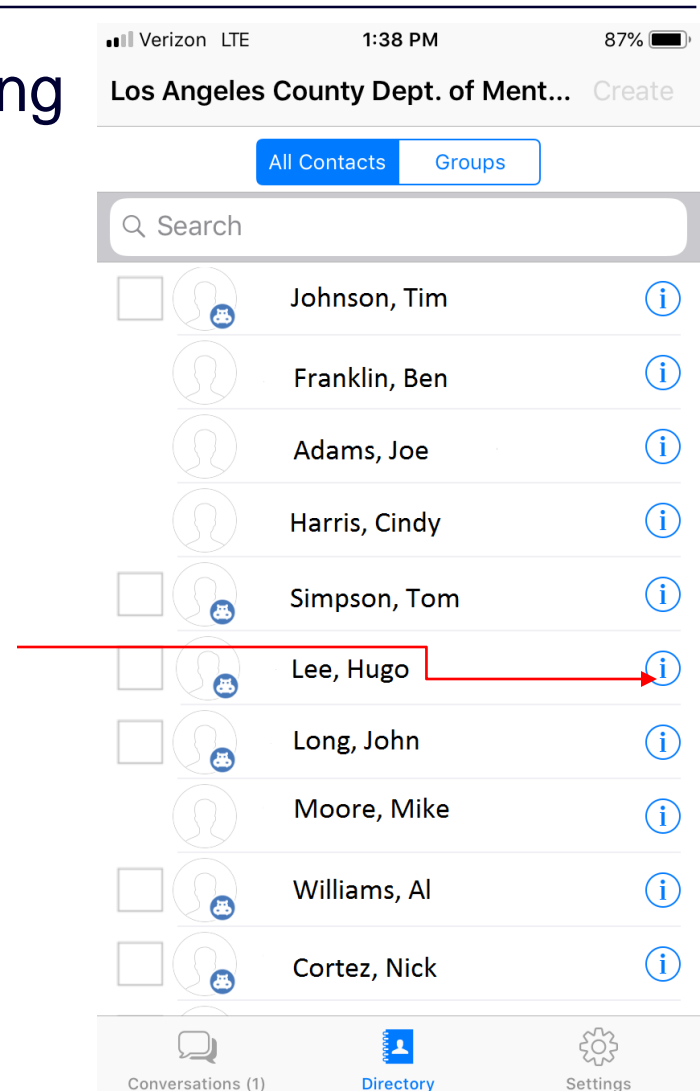 ng
Verizon LTE 1:38 PM 87%
Los Angeles County Dept. of Ment... Create
All Contacts Groups
Search
Johnson, Tim
Franklin, Ben
Adams, Joe
Harris, Cindy
Simpson, Tom
Lee, Hugo
Long, John
Moore, Mike
Williams, Al
Cortez, Nick
Conversations (1) Directory Settings